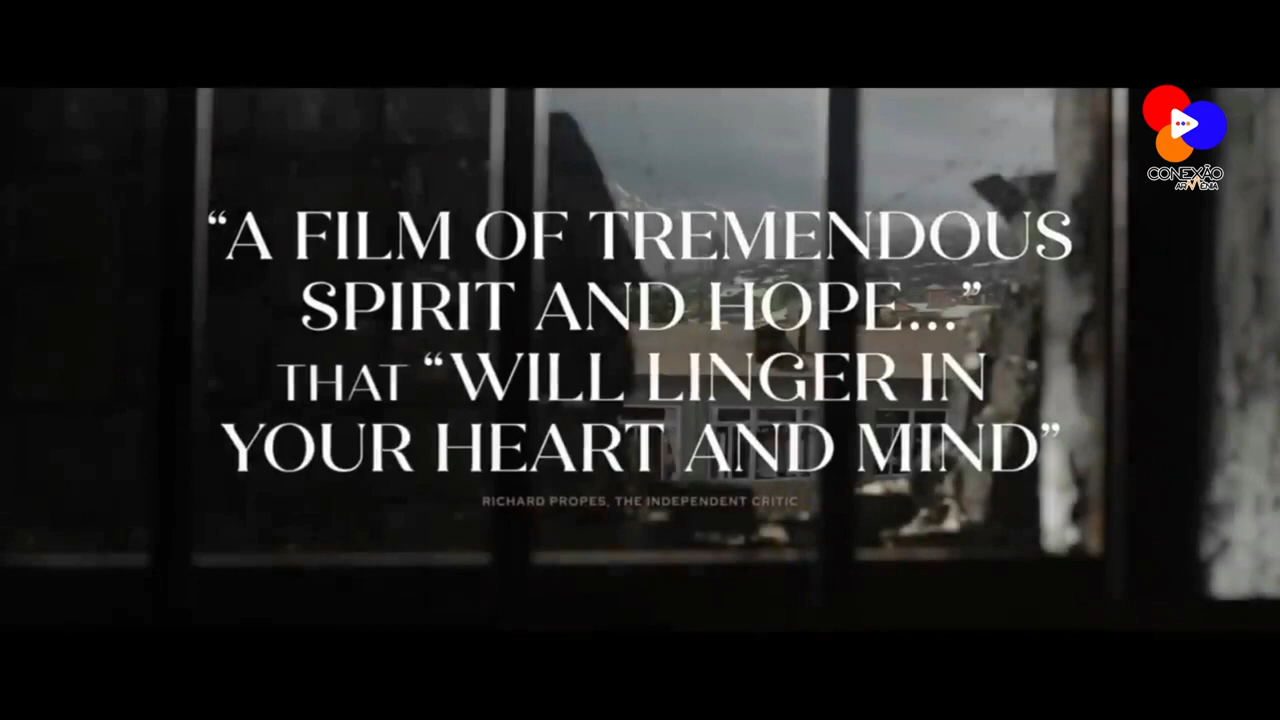 “A FILM OF TREMENDOUS
SPIRIT AND HOPE...”
THAT “WILL LINGER IN
YOUR HEART AND MIND”
RICHARD PROPES, THE INDEPENDENT CRITIC
CONEXÃO
ARMÊNIA